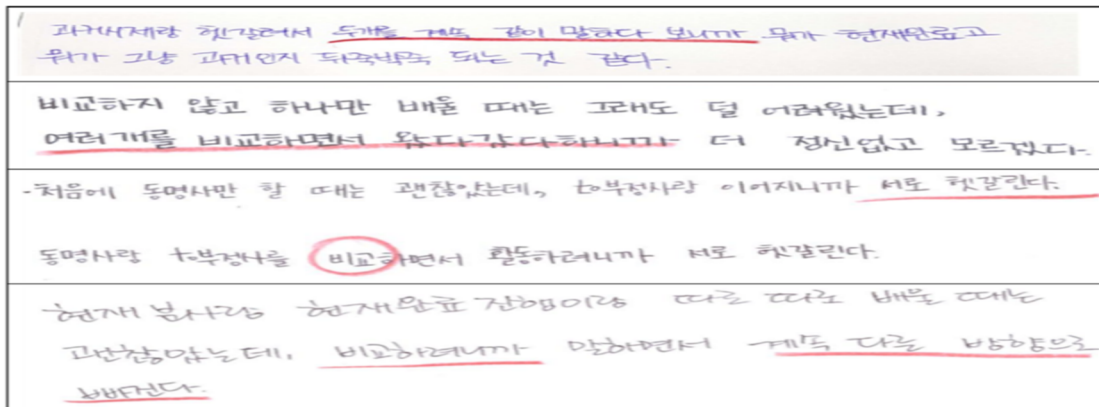 과거시제랑 헷갈려서 두개를 계속 같이 말하다 보니까 뭐가 현재완료고
뭐가 그냥 과거인지 뒤죽박죽 되는 것 같다.
비교하지 않고 하나만 배울 때는 그래도 덜 어려웠는데,
여러개를 비교하면서 왔다갔다하니까 더 정신없고 모르겠다.
-처음에 동명사만 할 때는 괜찮았는데, to부정사랑 이어지니까 서로 헷갈린다.
동명사랑 to부정사를 비교하면서 활동하려니까 서로 헷갈린다.
현재 분사랑 현재완료 진행이랑 따로 따로 배울 때는
괜찮았는데, 비교하려니까 말하면서 계속 다른 방향으로
빠진다.